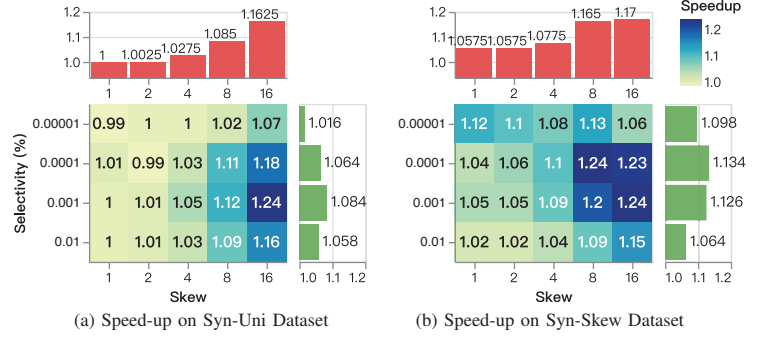 1.2
1.1
1.0
1
1.0025
1.0275
1.085
1.1625
1 2 4 8 16
Selectivity (%)
0.00001 0.99 1 1 1.02 1.07 1.016
0.0001 1.01 0.99 1.03 1.11 1.18 1.064
0.001 1 1.01 1.05 1.12 1.24 1.084
0.01 1 1.01 1.03 1.09 1.16 1.058
1 2 4 8 16 1.0 1.1 1.2
Skew
(a) Speed-up on Syn-Uni Dataset
1.2
1.1
1.0
1.0575
1.0575
1.0775
1.165
1.17
1 2 4 8 16
0.00001 1.12 1.1 1.08 1.13 1.06 1.098
0.0001 1.04 1.06 1.1 1.24 1.23 1.134
0.001 1.05 1.05 1.09 1.2 1.24 1.126
0.01 1.02 1.02 1.04 1.09 1.15 1.064
1 2 4 8 16 1.0 1.1 1.2
Skew
(b) Speed-up on Syn-Skew Dataset
Speedup
1.2
1.1
1.0